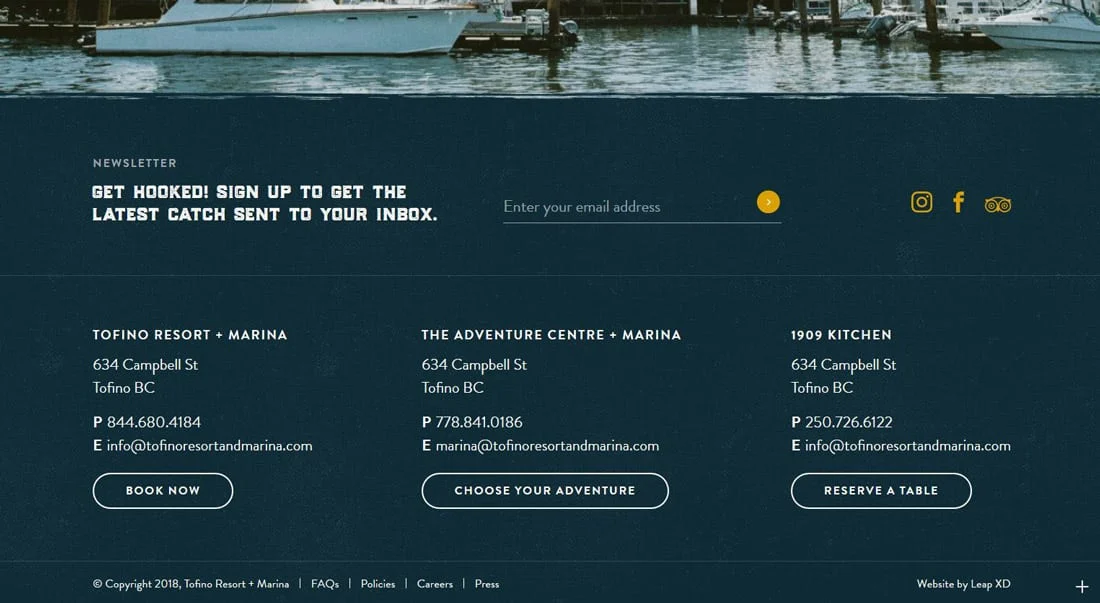 NEWSLETTER
GET HOOKED! SIGN UP TO GET THE
LATEST CATCH SENT TO YOUR INBOX.
Enter your email address
TOFINO RESORT + MARINA
634 Campbell St
Tofino BC
P 844.680.4184
E info@tofinoresortandmarina.com
BOOK NOW
THE ADVENTURE CENTRE + MARINA
634 Campbell St
Tofino BC
P 778.841.0186
E marina@tofinoresortandmarina.com
CHOOSE YOUR ADVENTURE
1909 KITCHEN
634 Campbell St
Tofino BC
P 250.726.6122
E info@tofinoresortandmarina.com
RESERVE A TABLE
© Copyright 2018, Tofino Resort + Marina | FAQs | Policies | Careers | Press
Website by Leap XD